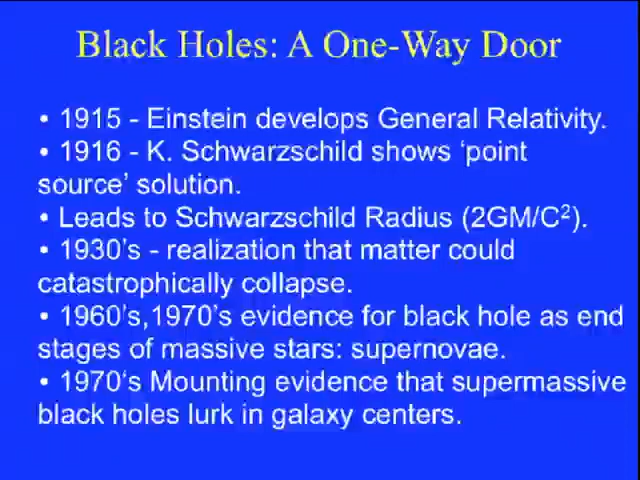 Black Holes: A One-Way Door
• 1915 - Einstein develops General Relativity.
• 1916 - K. Schwarzschild shows ‘point
source’ solution.
• Leads to Schwarzschild Radius (2GM/C²).
• 1930’s - realization that matter could
catastrophically collapse.
• 1960’s,1970’s evidence for black hole as end
stages of massive stars: supernovae.
• 1970‘s Mounting evidence that supermassive
black holes lurk in galaxy centers.